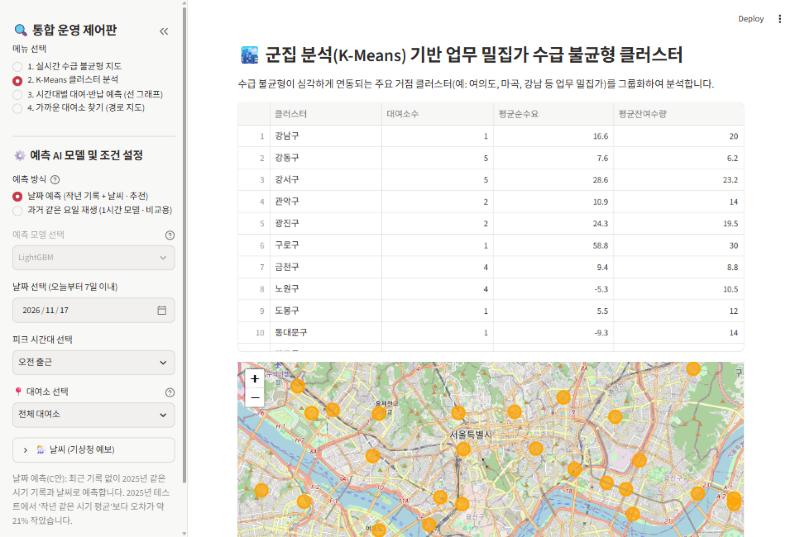 Deploy
통합 운영 제어판
메뉴 선택
1. 실시간 수급 불균형 지도
2. K-Means 클러스터 분석
3. 시간대별 대여·반납 예측 (선 그래프)
4. 가까운 대여소 찾기 (경로 지도)
예측 AI 모델 및 조건 설정
예측 방식
날짜 예측 (작년 기록 + 날씨 · 추천)
과거 같은 요일 재생 (1시간 모델 · 비교용)
예측 모델 선택
LightGBM
날짜 선택 (오늘부터 7일 이내)
2026/11/17
피크 시간대 선택
오전 출근
대여소 선택
전체 대여소
날씨 (기상청 예보)
날짜 예측(C안): 최근 기록 없이 2025년 같은
시기 기록과 날씨로 예측합니다. 2025년 테스
트에서 '작년 같은 시기 평균'보다 오차가 약
21% 작았습니다.
군집 분석(K-Means) 기반 업무 밀집가 수급 불균형 클러스터
수급 불균형이 심각하게 연동되는 주요 거점 클러스터(예: 여의도, 마곡, 강남 등 업무 밀집가)를 그룹화하여 분석합니다.
클러스터 대여소수 평균순수요 평균잔여수량
1 강남구 1 16.6 20
2 강동구 5 7.6 6.2
3 강서구 5 28.6 23.2
4 관악구 2 10.9 14
5 광진구 2 24.3 19.5
6 구로구 1 58.8 30
7 금천구 4 9.4 8.8
8 노원구 4 -5.3 10.5
9 도봉구 1 5.5 12
10 동대문구 1 -9.3 14
+
−
서울특별시